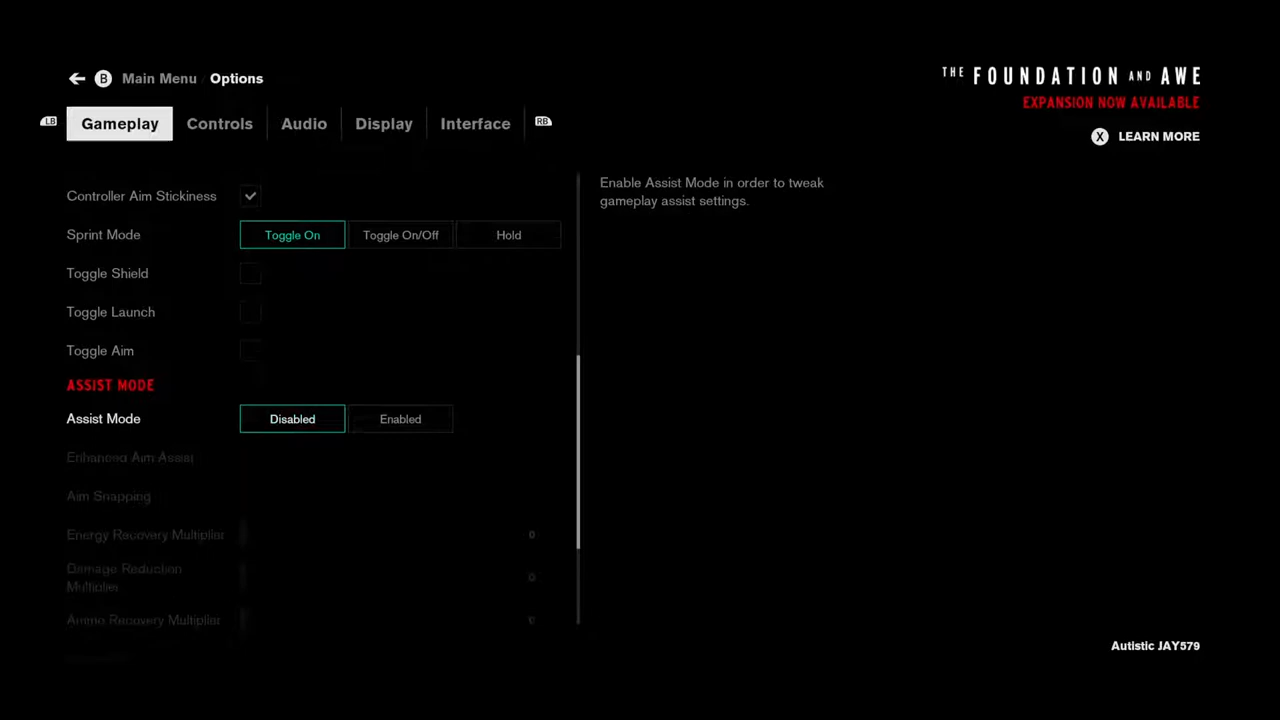 B Main Menu / Options
THE FOUNDATION AND AWE
EXPANSION NOW AVAILABLE
X LEARN MORE
LB Gameplay Controls Audio Display Interface RB
Controller Aim Stickiness
Sprint Mode Toggle On Toggle On/Off Hold
Toggle Shield
Toggle Launch
Toggle Aim
ASSIST MODE
Assist Mode Disabled Enabled
Enhanced Aim Assist
Aim Snapping
Energy Recovery Multiplier 0
Damage Reduction
Multiplier 0
Ammo Recovery Multiplier 0
Enable Assist Mode in order to tweak
gameplay assist settings.
Autistic JAY579